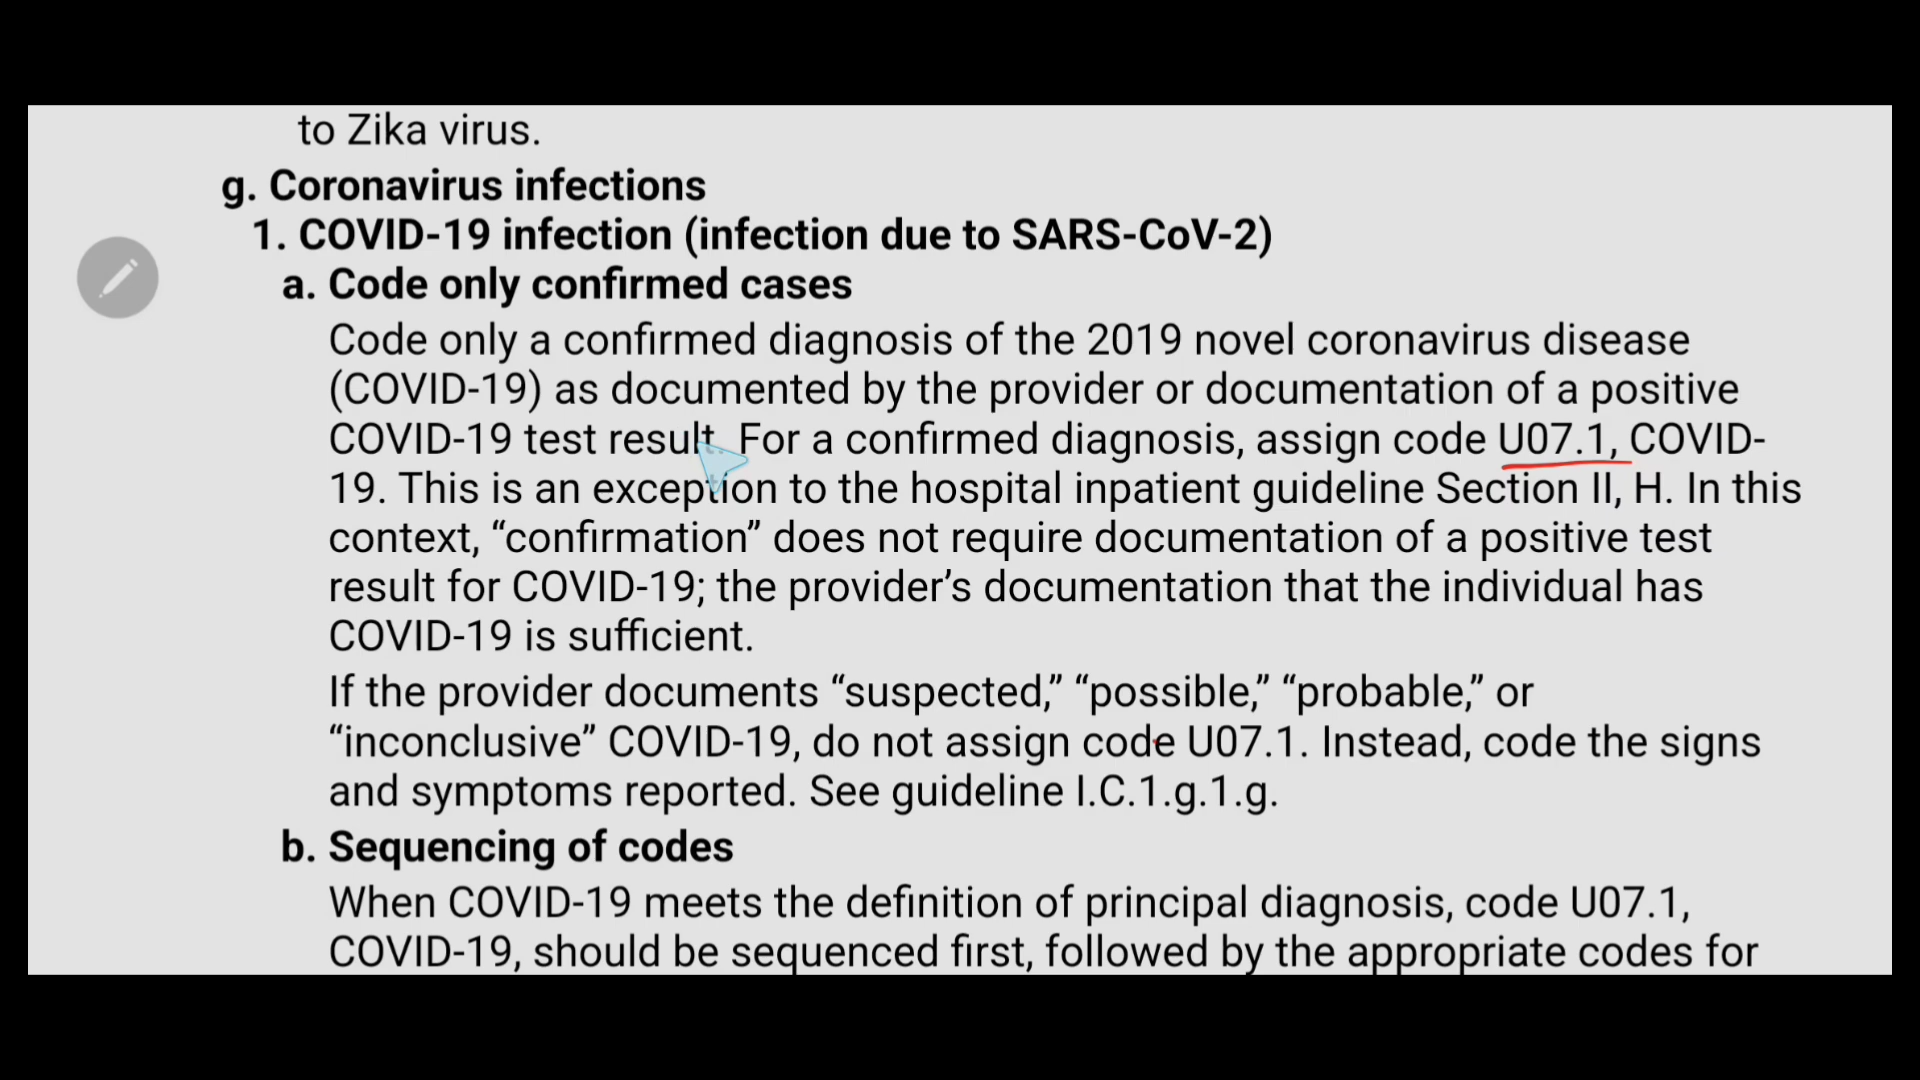 to Zika virus.
g. Coronavirus infections
1. COVID-19 infection (infection due to SARS-CoV-2)
a. Code only confirmed cases
Code only a confirmed diagnosis of the 2019 novel coronavirus disease
(COVID-19) as documented by the provider or documentation of a positive
COVID-19 test result. For a confirmed diagnosis, assign code U07.1, COVID-
19. This is an exception to the hospital inpatient guideline Section II, H. In this
context, “confirmation” does not require documentation of a positive test
result for COVID-19; the provider’s documentation that the individual has
COVID-19 is sufficient.
If the provider documents “suspected,” “possible,” “probable,” or
“inconclusive” COVID-19, do not assign code U07.1. Instead, code the signs
and symptoms reported. See guideline I.C.1.g.1.g.
b. Sequencing of codes
When COVID-19 meets the definition of principal diagnosis, code U07.1,
COVID-19, should be sequenced first, followed by the appropriate codes for